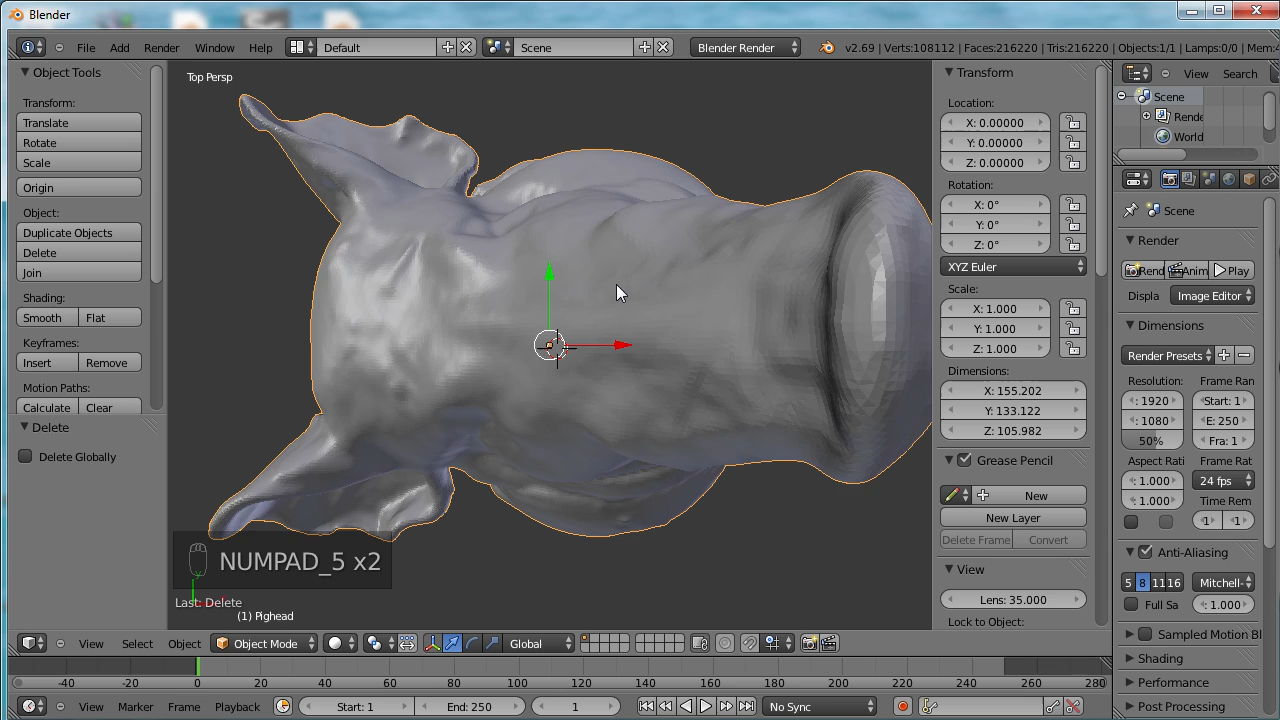 Blender
File Add Render Window Help Default Scene Blender Render v2.69 | Verts:108112 | Faces:216220 | Tris:216220 | Objects:1/1 | Lamps:0/0 | Mem:
Object Tools
Transform:
Translate
Rotate
Scale
Origin
Object:
Duplicate Objects
Delete
Join
Shading:
Smooth Flat
Keyframes:
Insert Remove
Motion Paths:
Calculate Clear
Delete
Delete Globally
Top Persp
NUMPAD_5 x2
y
Last: Delete
(1) Pighead
Transform
Location:
X: 0.00000
Y: 0.00000
Z: 0.00000
Rotation:
X: 0°
Y: 0°
Z: 0°
XYZ Euler
Scale:
X: 1.000
Y: 1.000
Z: 1.000
Dimensions:
X: 155.202
Y: 133.122
Z: 105.982
Grease Pencil
New
New Layer
Delete Frame Convert
View
Lens: 35.000
Lock to Object:
View Search
Scene
Rende
World
Scene
Render
Rend Anim Play
Displa Image Editor
Dimensions
Render Presets
Resolution: Frame Ran
: 1920 Start: 1
: 1080 E: 250
50% Fra: 1
Aspect Rati Frame Rat
: 1.000 24 fps
: 1.000 Time Rem
1 1
Anti-Aliasing
5 8 11 16 Mitchell-
Full Sa : 1.000
Sampled Motion Bl
Shading
Performance
Post Processing
View Select Object Object Mode Global
-40 -20 0 20 40 60 80 100 120 140 160 180 200 220 240 260 280
View Marker Frame Playback Start: 1 End: 250 1 No Sync